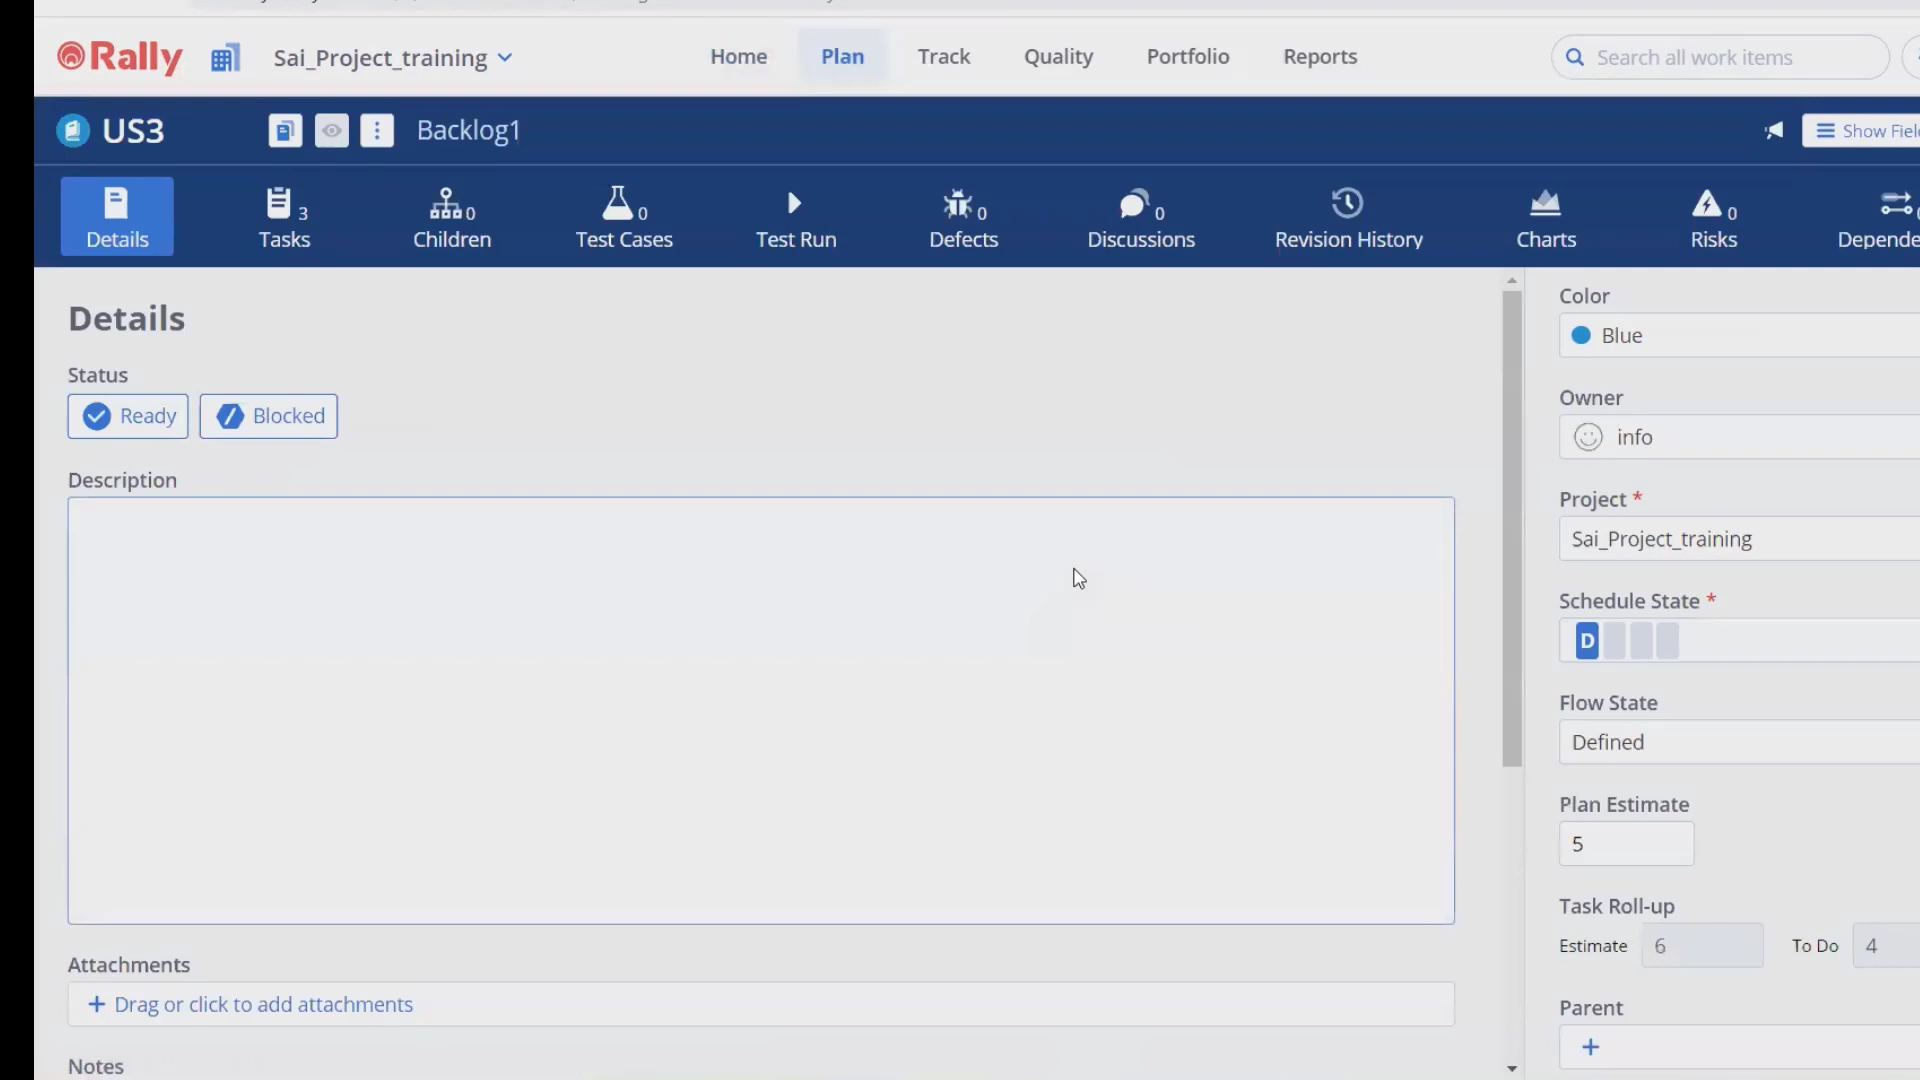 Rally
Sai_Project_training
Home
Plan
Track
Quality
Portfolio
Reports
Search all work items
US3
Backlog1
Show
Details
Tasks 3
Children 0
Test Cases 0
Test Run
Defects 0
Discussions 0
Revision History
Charts
Risks 0
Details
Status
Ready
Blocked
Description
Attachments
+ Drag or click to add attachments
Notes
Color
Blue
Owner
info
Project *
Sai_Project_training
Schedule State *
D
Flow State
Defined
Plan Estimate
5
Task Roll-up
Estimate 6 To Do 4
Parent
+